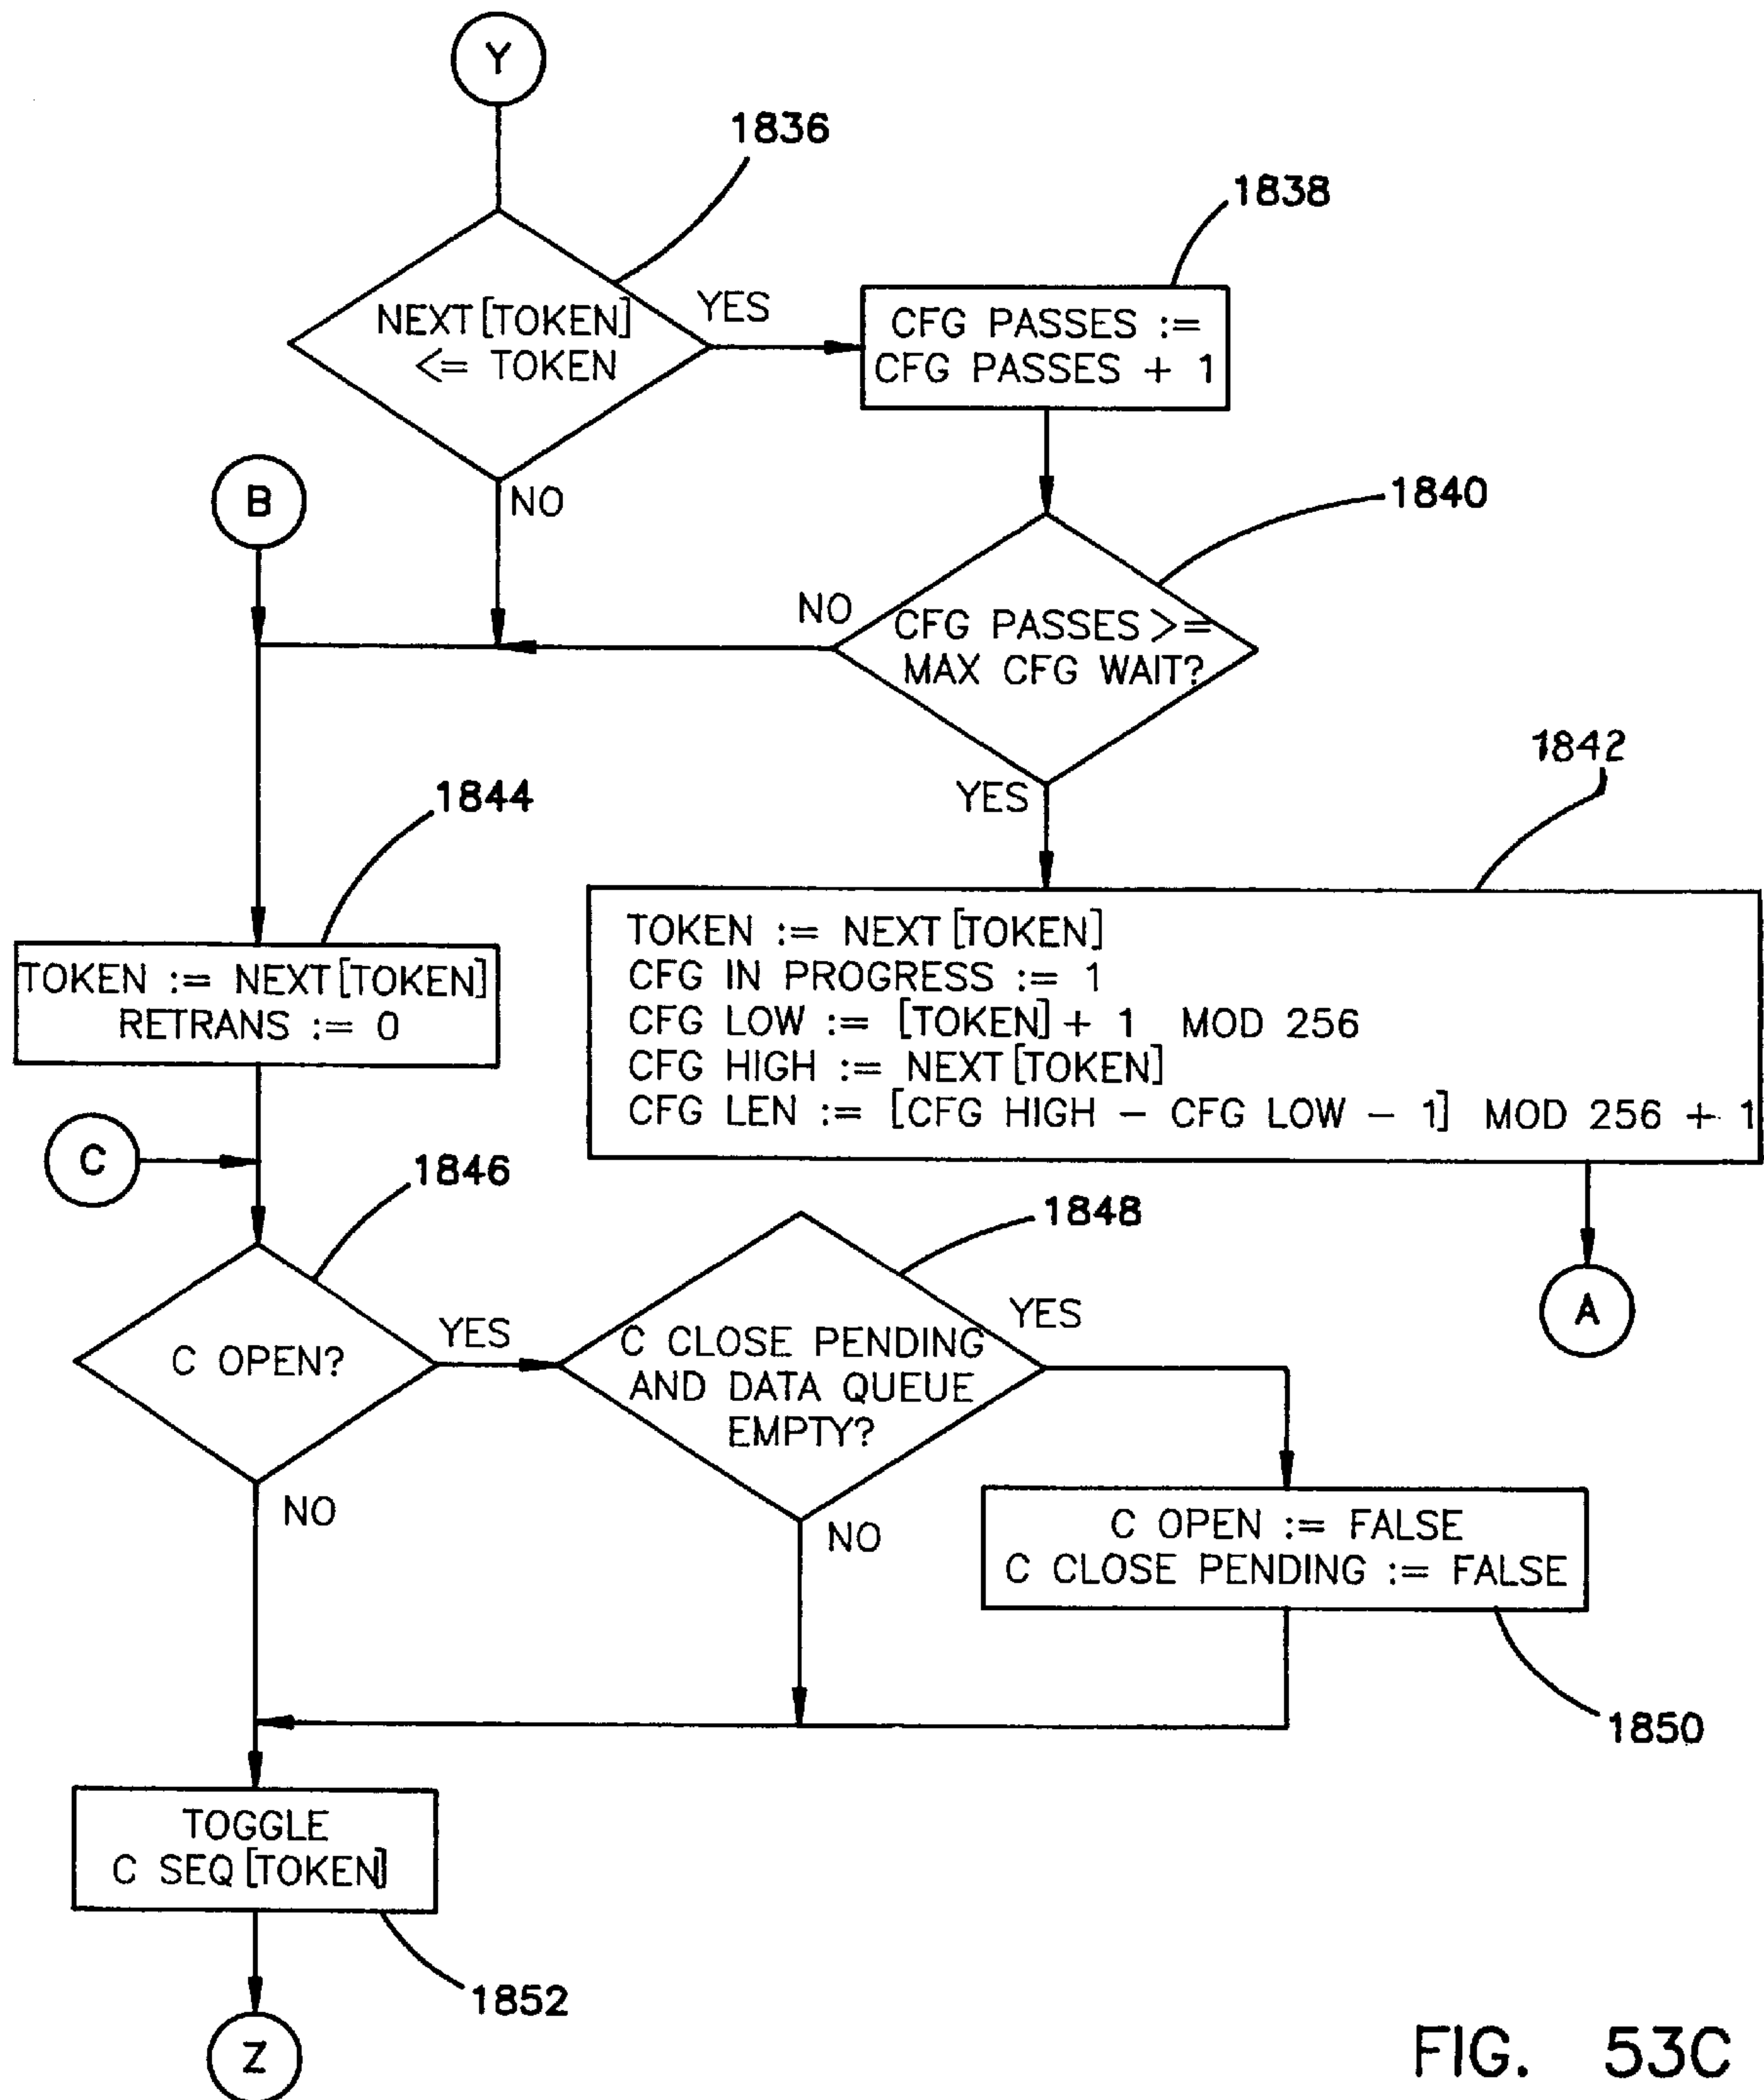 Y
1836
1838
NEXT[TOKEN]
<= TOKEN
YES
CFG PASSES :=
CFG PASSES + 1
B
NO
1840
NO
CFG PASSES >=
MAX CFG WAIT?
1842
1844
YES
TOKEN := NEXT[TOKEN]
CFG IN PROGRESS := 1
CFG LOW := [TOKEN] + 1 MOD 256
CFG HIGH := NEXT[TOKEN]
CFG LEN := [CFG HIGH - CFG LOW - 1] MOD 256 + 1
TOKEN := NEXT[TOKEN]
RETRANS := 0
C
1846
1848
A
C OPEN?
YES
C CLOSE PENDING
AND DATA QUEUE
EMPTY?
YES
NO
NO
C OPEN := FALSE
C CLOSE PENDING := FALSE
1850
TOGGLE
C SEQ[TOKEN]
1852
Z
FIG. 53C